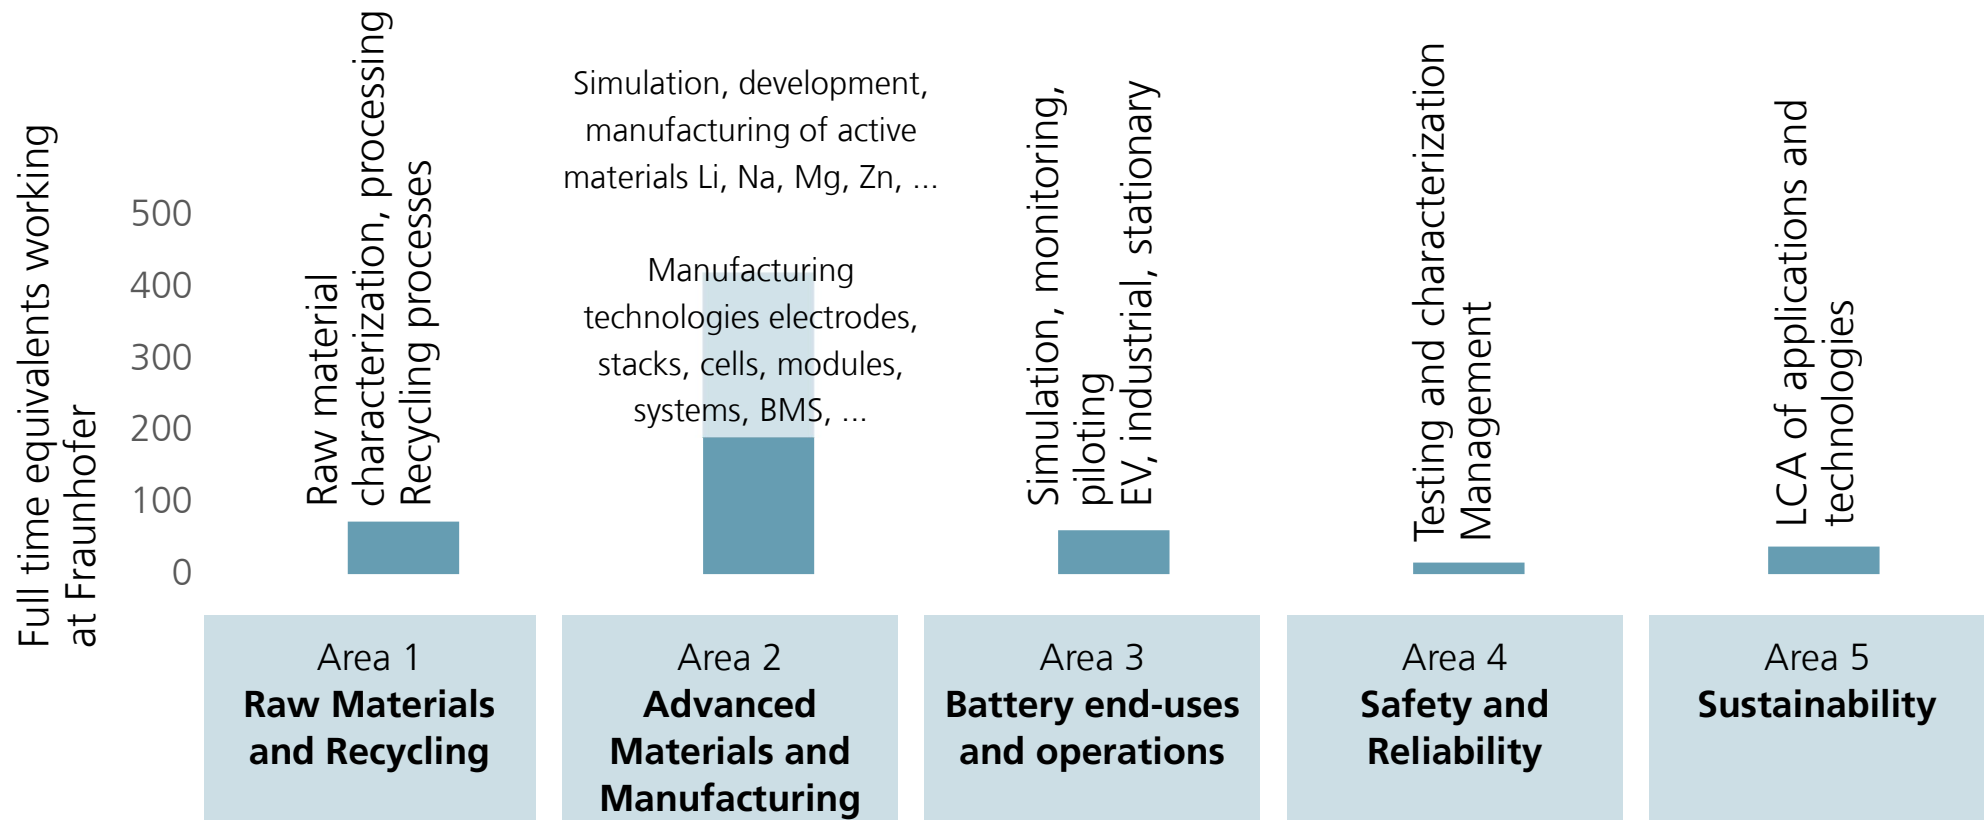 Full time equivalents working
at Fraunhofer
500
400
300
200
100
0
Raw material
characterization, processing
Recycling processes
Simulation, development,
manufacturing of active
materials Li, Na, Mg, Zn, ...
Manufacturing
technologies electrodes,
stacks, cells, modules,
systems, BMS, ...
Simulation, monitoring,
piloting
EV, industrial, stationary
Testing and characterization
Management
LCA of applications and
technologies
Area 1
Raw Materials
and Recycling
Area 2
Advanced
Materials and
Manufacturing
Area 3
Battery end-uses
and operations
Area 4
Safety and
Reliability
Area 5
Sustainability